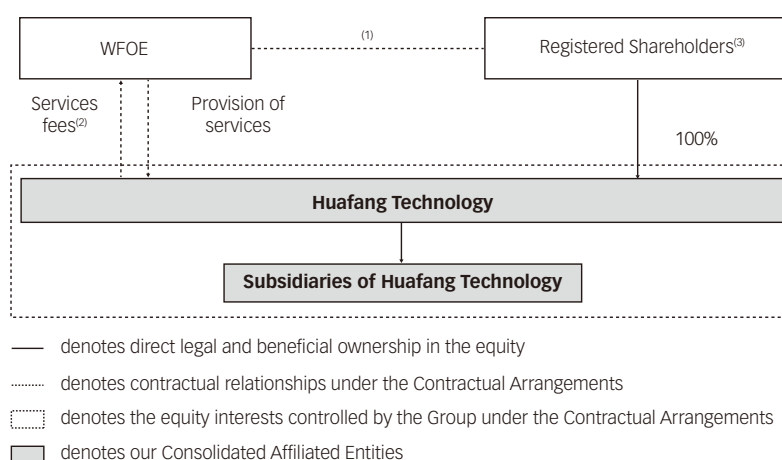 WFOE
(1)
Registered Shareholders(3)
Services
fees(2)
Provision of
services
100%
Huafang Technology
Subsidiaries of Huafang Technology
denotes direct legal and beneficial ownership in the equity
denotes contractual relationships under the Contractual Arrangements
denotes the equity interests controlled by the Group under the Contractual Arrangements
denotes our Consolidated Affiliated Entities